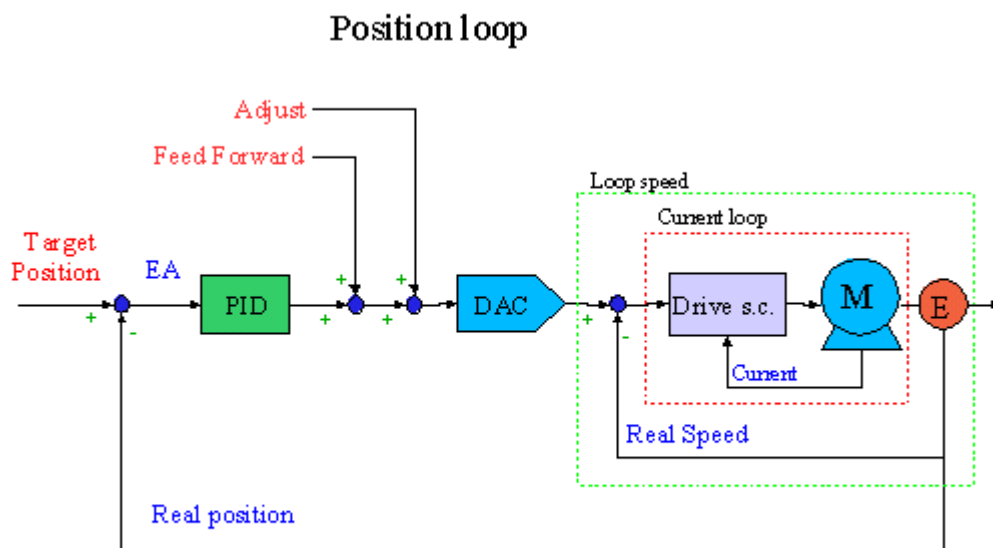 Position loop
Adjust
Feed Forward
Loop speed
Current loop
Target
Position
EA
+
-
PID
+
+
+
+
DAC
+
-
Drive s.c.
M
E
Current
Real Speed
Real position